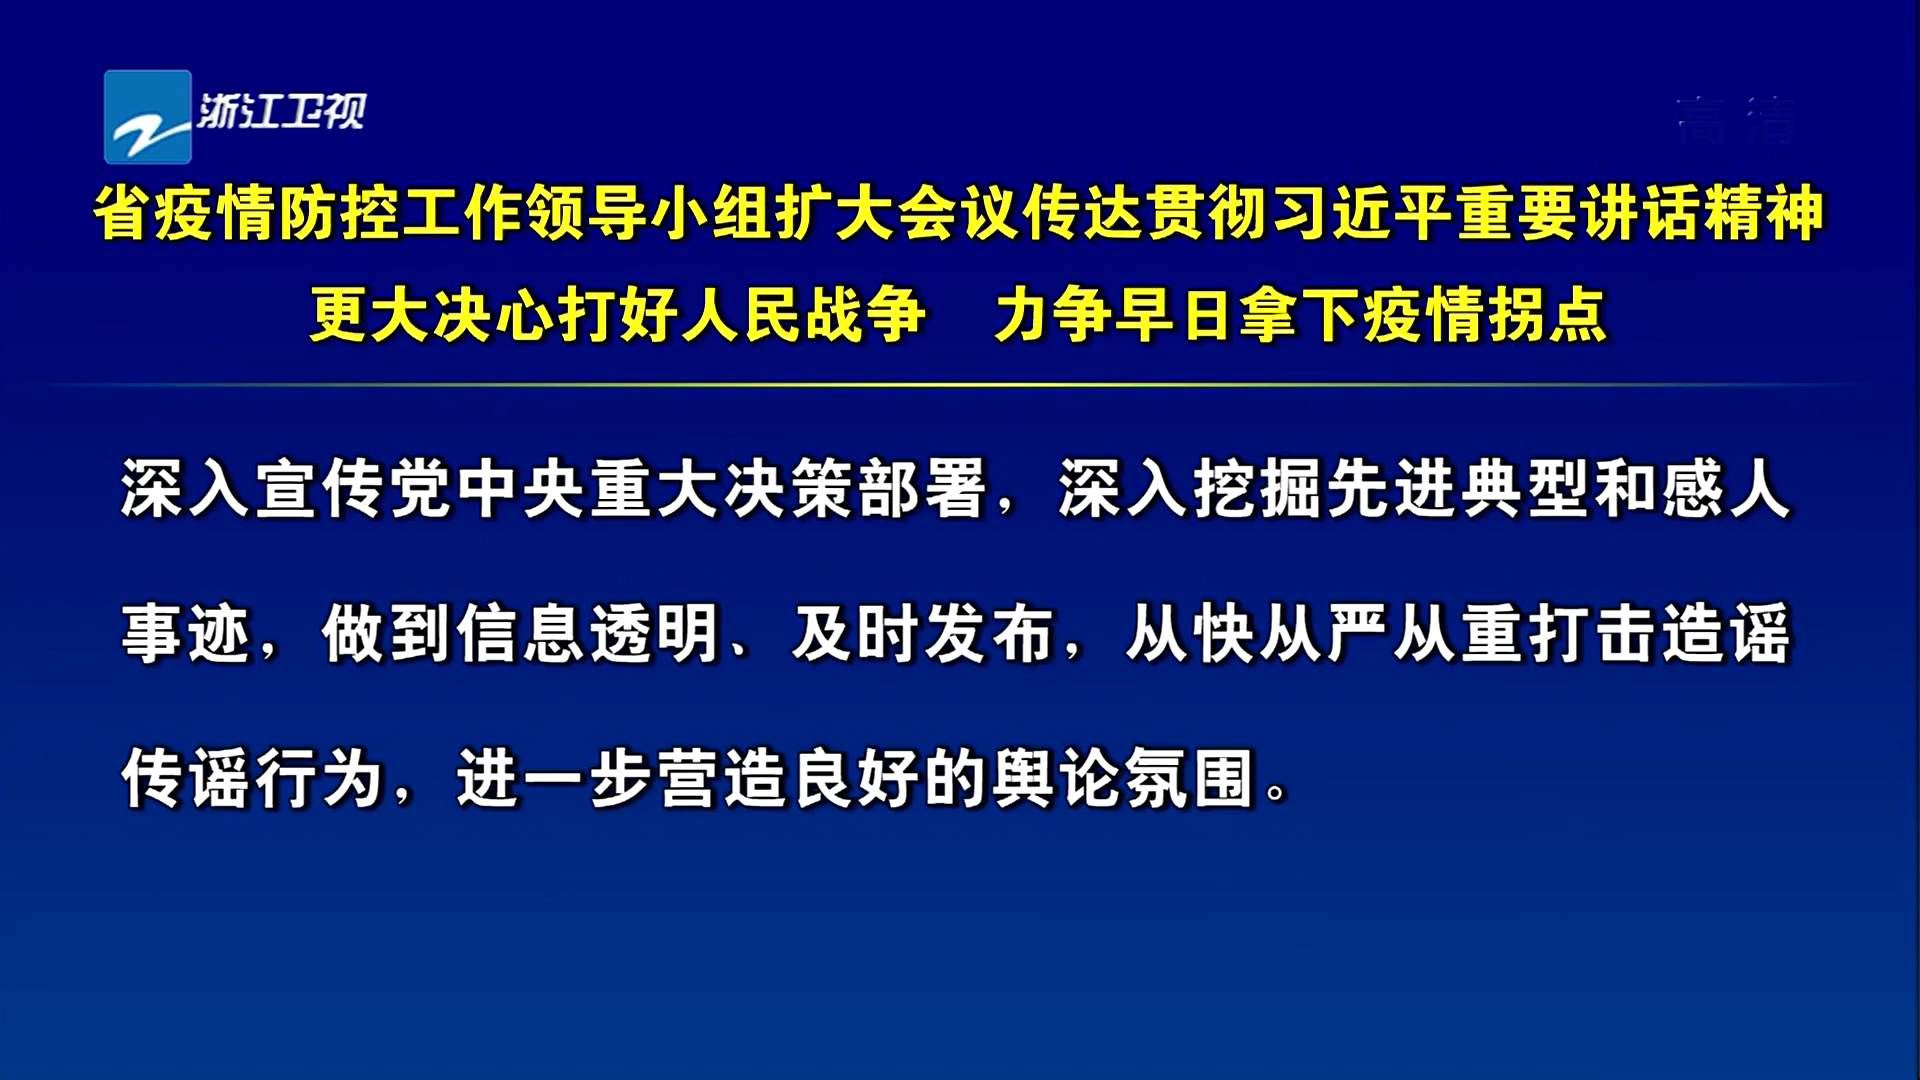 浙江卫视
高清
省疫情防控工作领导小组扩大会议传达贯彻习近平重要讲话精神
更大决心打好人民战争 力争早日拿下疫情拐点
深入宣传党中央重大决策部署，深入挖掘先进典型和感人
事迹，做到信息透明、及时发布，从快从严从重打击造谣
传谣行为，进一步营造良好的舆论氛围。